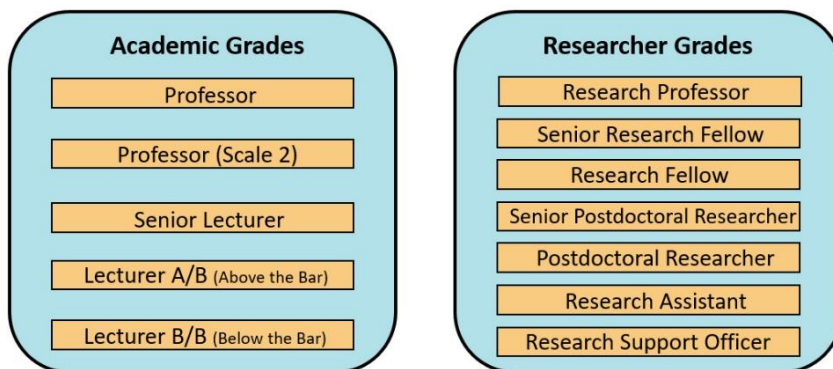 Academic Grades
Professor
Professor (Scale 2)
Senior Lecturer
Lecturer A/B (Above the Bar)
Lecturer B/B (Below the Bar)
Researcher Grades
Research Professor
Senior Research Fellow
Research Fellow
Senior Postdoctoral Researcher
Postdoctoral Researcher
Research Assistant
Research Support Officer